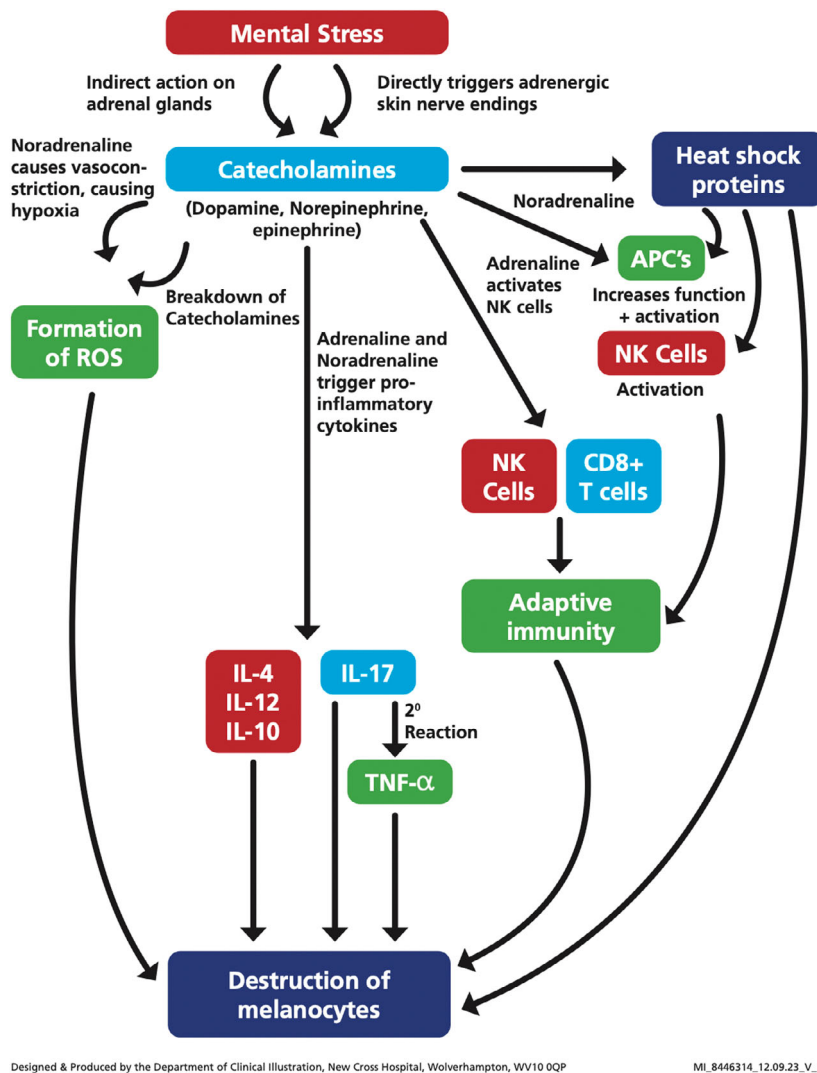 Mental Stress
Indirect action on
adrenal glands
Directly triggers adrenergic
skin nerve endings
Noradrenaline
causes vasocon-
striction, causing
hypoxia
Catecholamines
(Dopamine, Norepinephrine,
epinephrine)
Noradrenaline
Heat shock
proteins
APC's
Increases function
+ activation
Adrenaline
activates
NK cells
Breakdown of
Catecholamines
Formation
of ROS
Adrenaline and
Noradrenaline
trigger pro-
inflammatory
cytokines
NK Cells
Activation
NK
Cells
CD8+
T cells
Adaptive
immunity
IL-4
IL-12
IL-10
IL-17
2⁰
Reaction
TNF-α
Destruction of
melanocytes
Designed & Produced by the Department of Clinical Illustration, New Cross Hospital, Wolverhampton, WV10 0QP
MI_8446314_12.09.23_V_